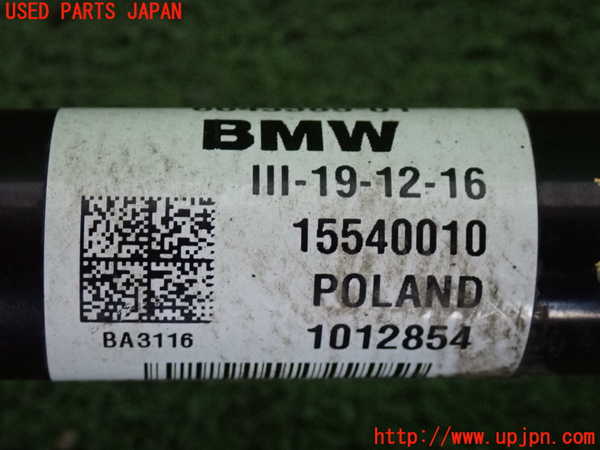 USED PARTS JAPAN
BMW
III-19-12-16
15540010
POLAND
BA3116
1012854
http://www.upjpn.com/